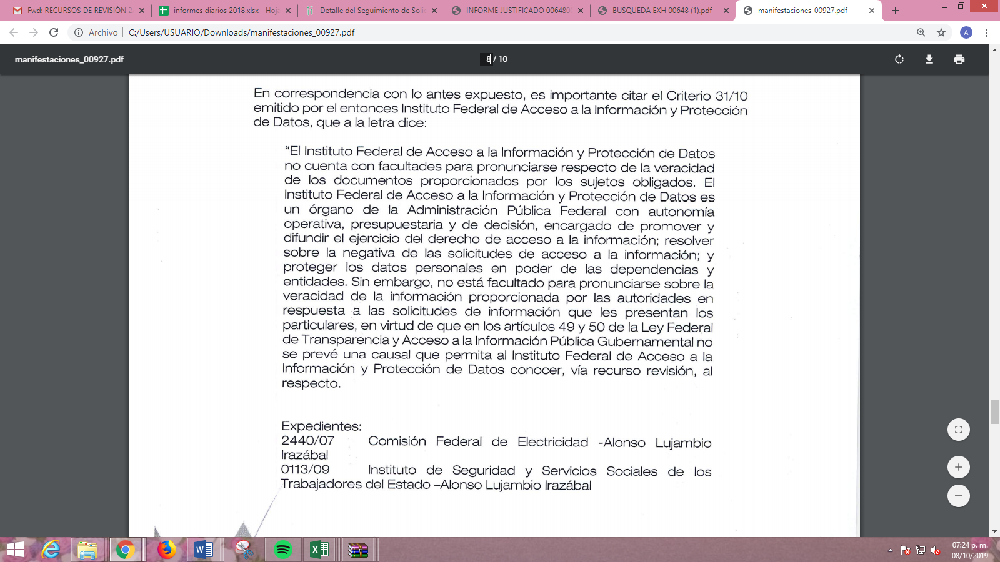 Fwd: RECURSOS DE REVISIÓN 2
informes diarios 2018.xlsx - Hoja
Detalle del Seguimiento de Solic
INFORME JUSTIFICADO 006480
BUSQUEDA EXH 00648 (1).pdf
manifestaciones_00927.pdf
Archivo
C:/Users/USUARIO/Downloads/manifestaciones_00927.pdf
A
manifestaciones_00927.pdf
8 / 10
En correspondencia con lo antes expuesto, es importante citar el Criterio 31/10
emitido por el entonces Instituto Federal de Acceso a la Información y Protección
de Datos, que a la letra dice:
“El Instituto Federal de Acceso a la Información y Protección de Datos
no cuenta con facultades para pronunciarse respecto de la veracidad
de los documentos proporcionados por los sujetos obligados. El
Instituto Federal de Acceso a la Información y Protección de Datos es
un órgano de la Administración Pública Federal con autonomía
operativa, presupuestaria y de decisión, encargado de promover y
difundir el ejercicio del derecho de acceso a la información; resolver
sobre la negativa de las solicitudes de acceso a la información; y
proteger los datos personales en poder de las dependencias y
entidades. Sin embargo, no está facultado para pronunciarse sobre la
veracidad de la información proporcionada por las autoridades en
respuesta a las solicitudes de información que les presentan los
particulares, en virtud de que en los artículos 49 y 50 de la Ley Federal
de Transparencia y Acceso a la Información Pública Gubernamental no
se prevé una causal que permita al Instituto Federal de Acceso a la
Información y Protección de Datos conocer, vía recurso revisión, al
respecto.
Expedientes:
2440/07 Comisión Federal de Electricidad -Alonso Lujambio
Irazábal
0113/09 Instituto de Seguridad y Servicios Sociales de los
Trabajadores del Estado –Alonso Lujambio Irazábal
07:24 p. m.
08/10/2019